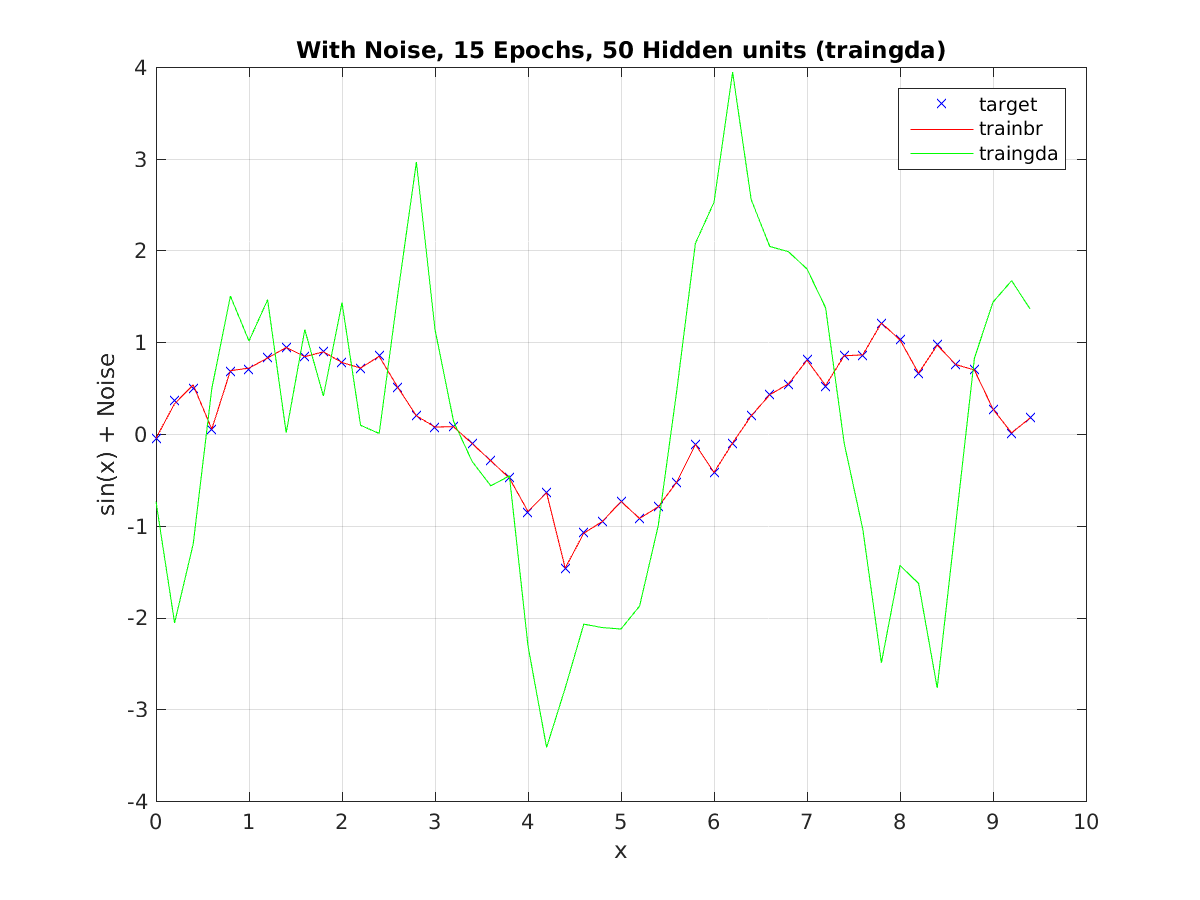 With Noise, 15 Epochs, 50 Hidden units (traingda)
target
trainbr
traingda
4
3
2
1
0
-1
-2
-3
-4
sin(x) + Noise
0 1 2 3 4 5 6 7 8 9 10
x